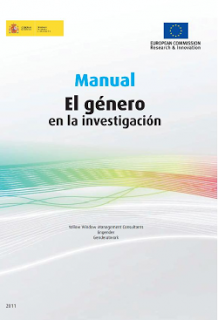 EUROPEAN COMMISSION
Research & Innovation
Manual
El género
en la investigación
Yellow Window Management Consultants
Engender
Genderatwork
2011